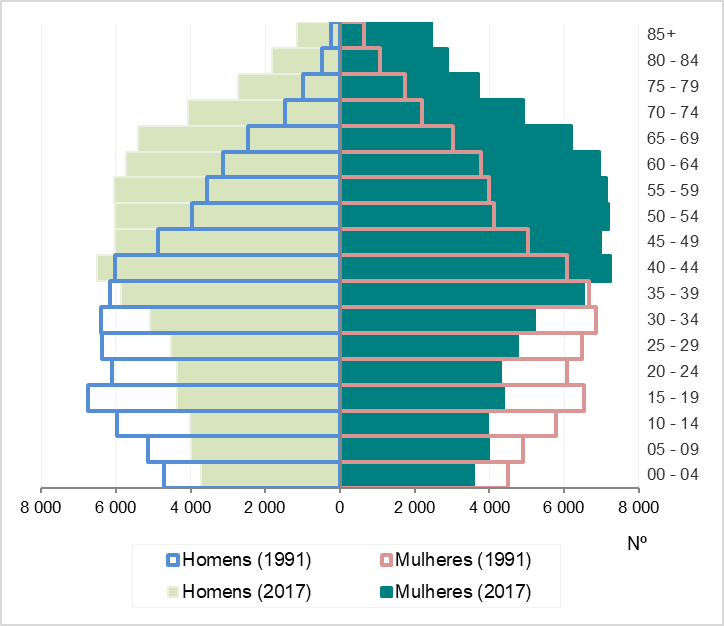 85+
80 - 84
75 - 79
70 - 74
65 - 69
60 - 64
55 - 59
50 - 54
45 - 49
40 - 44
35 - 39
30 - 34
25 - 29
20 - 24
15 - 19
10 - 14
05 - 09
00 - 04
8 000 6 000 4 000 2 000 0 2 000 4 000 6 000 8 000
Nº
Homens (1991) Mulheres (1991)
Homens (2017) Mulheres (2017)